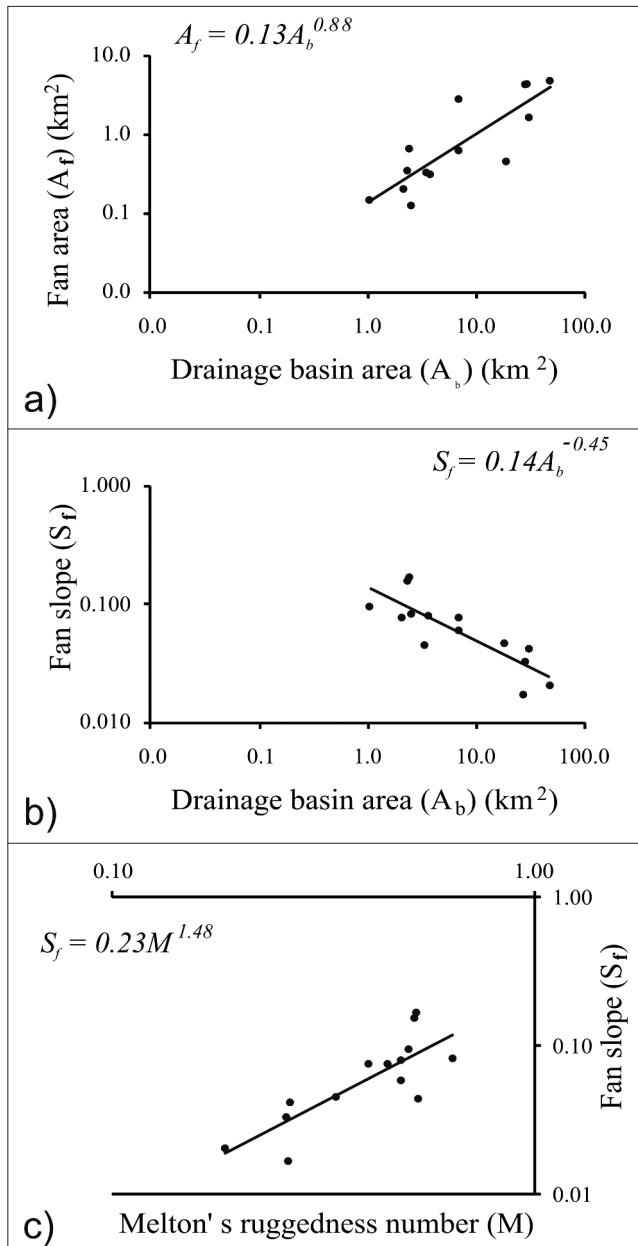 A_f = 0.13A_b^0.88
10.0
1.0
0.1
0.0
Fan area (A_f) (km²)
0.0 0.1 1.0 10.0 100.0
Drainage basin area (A_b) (km²)
a)
S_f = 0.14A_b^-0.45
1.000
0.100
0.010
Fan slope (S_f)
0.0 0.1 1.0 10.0 100.0
Drainage basin area (A_b) (km²)
b)
0.10 1.00
1.00
S_f = 0.23M^1.48
0.10
0.01
Fan slope (S_f)
Melton' s ruggedness number (M)
c)